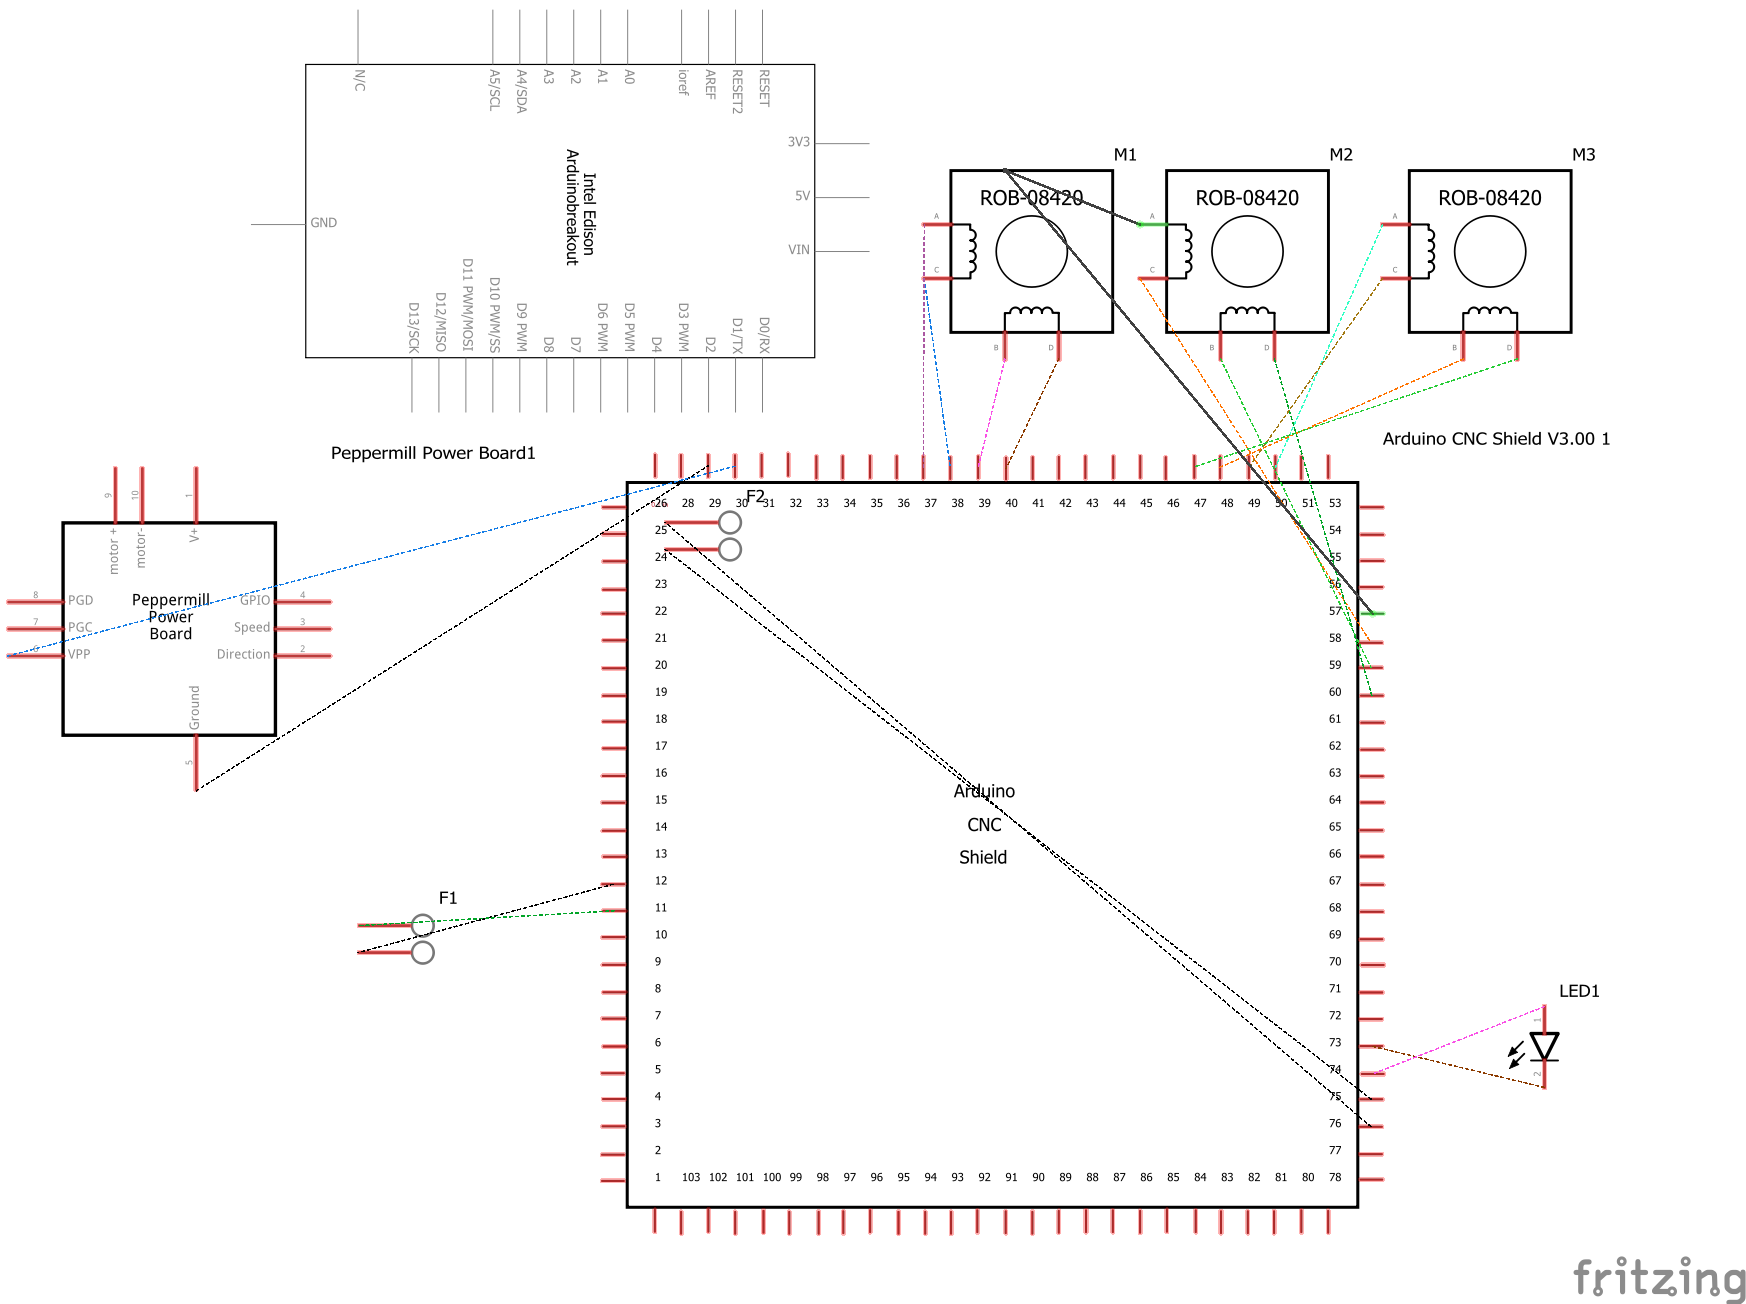 N/C
A5/SCL
A4/SDA
A3
A2
A1
A0
ioref
AREF
RESET2
RESET
3V3
5V
VIN
GND
Intel Edison
Arduinobreakout
D13/SCK
D12/MISO
D11 PWM/MOSI
D10 PWM/SS
D9 PWM
D8
D7
D6 PWM
D5 PWM
D4
D3 PWM
D2
D1/TX
D0/RX
M1
ROB-08420
A
C
B
D
M2
ROB-08420
A
C
B
D
M3
ROB-08420
A
C
B
D
Peppermill Power Board1
9
10
1
motor +
motor-
V+
8
PGD
7
PGC
6
VPP
Peppermill
Power
Board
GPIO
4
Speed
3
Direction
2
Ground
5
Arduino CNC Shield V3.00 1
F2
26 28 29 30 31 32 33 34 35 36 37 38 39 40 41 42 43 44 45 46 47 48 49 50 51 53
25
24
23
22
21
20
19
18
17
16
15
14
13
12
11
10
9
8
7
6
5
4
3
2
54
55
56
57
58
59
60
61
62
63
64
65
66
67
68
69
70
71
72
73
74
75
76
77
Arduino
CNC
Shield
1 103 102 101 100 99 98 97 96 95 94 93 92 91 90 89 88 87 86 85 84 83 82 81 80 78
F1
LED1
1
2
fritzing